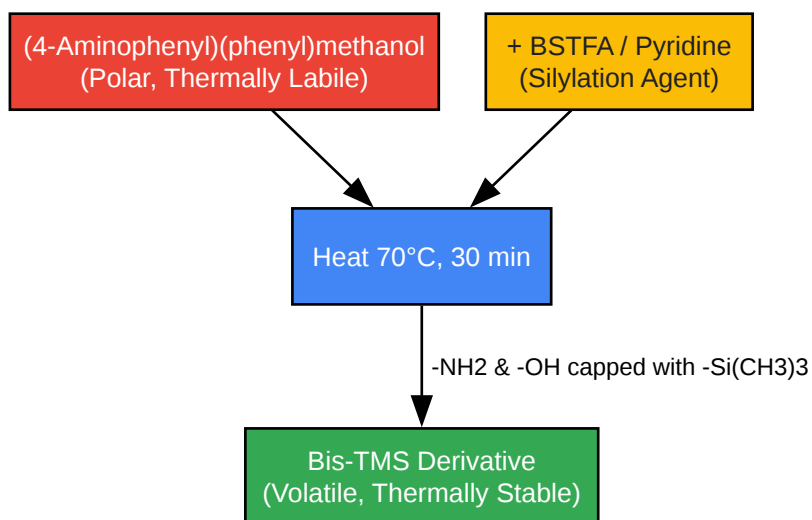 (4-Aminophenyl)(phenyl)methanol
(Polar, Thermally Labile)
+ BSTFA / Pyridine
(Silylation Agent)
Heat 70°C, 30 min
-NH2 & -OH capped with -Si(CH3)3
Bis-TMS Derivative
(Volatile, Thermally Stable)